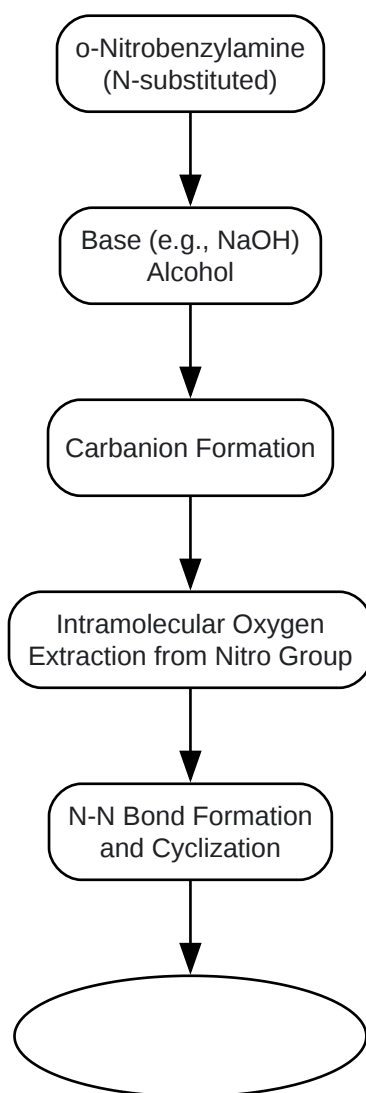 o-Nitrobenzylamine
(N-substituted)
Base (e.g., NaOH)
Alcohol
Carbanion Formation
Intramolecular Oxygen
Extraction from Nitro Group
N-N Bond Formation
and Cyclization